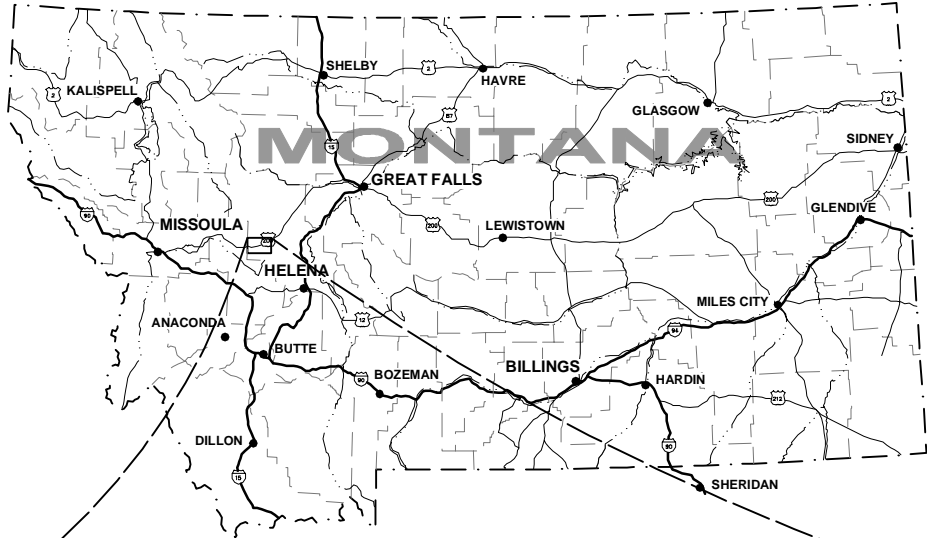 SHELBY
2
HAVRE
KALISPELL
2
87
GLASGOW
2
MONTANA
15
SIDNEY
GREAT FALLS
200
GLENDIVE
MISSOULA
90
200
LEWISTOWN
200
HELENA
MILES CITY
12
ANACONDA
94
BUTTE
BILLINGS
90
BOZEMAN
HARDIN
212
DILLON
90
15
SHERIDAN